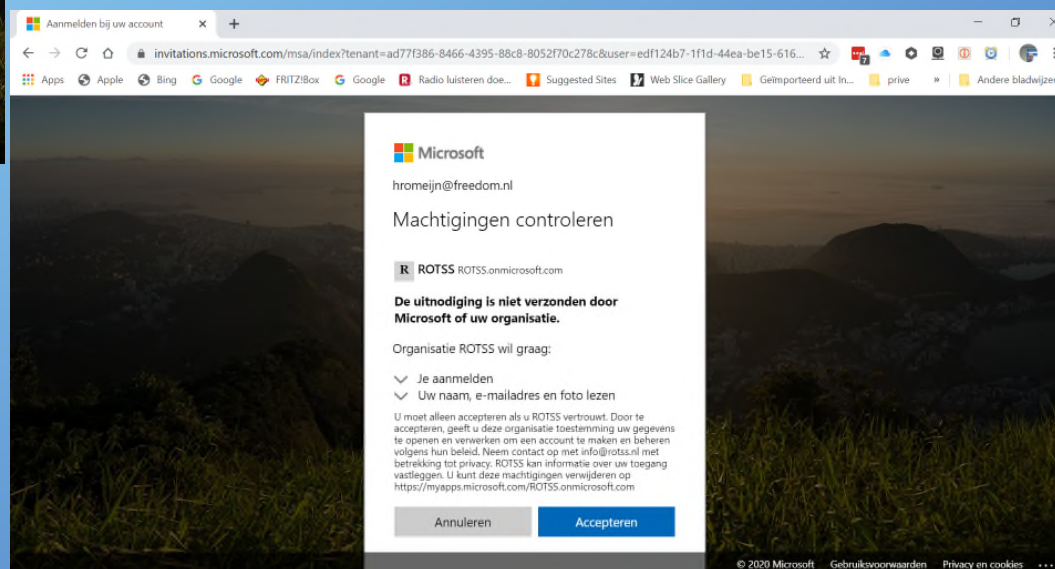 Aanmelden bij uw account
invitations.microsoft.com/msa/index?tenant=ad77f386-8466-4395-88c8-8052f70c278c&user=edf124b7-1f1d-44ea-be15-616...
7
Apps Apple Bing Google FRITZ!Box Google Radio luisteren doe... Suggested Sites Web Slice Gallery Geïmporteerd uit In... prive » Andere bladwijzer
Microsoft
hromeijn@freedom.nl
Machtigingen controleren
R ROTSS ROTSS.onmicrosoft.com
De uitnodiging is niet verzonden door
Microsoft of uw organisatie.
Organisatie ROTSS wil graag:
Je aanmelden
Uw naam, e-mailadres en foto lezen
U moet alleen accepteren als u ROTSS vertrouwt. Door te
accepteren, geeft u deze organisatie toestemming uw gegevens
te openen en verwerken om een account te maken en beheren
volgens hun beleid. Neem contact op met info@rotss.nl met
betrekking tot privacy. ROTSS kan informatie over uw toegang
vastleggen. U kunt deze machtigingen verwijderen op
https://myapps.microsoft.com/ROTSS.onmicrosoft.com
Annuleren Accepteren
© 2020 Microsoft Gebruiksvoorwaarden Privacy en cookies ...